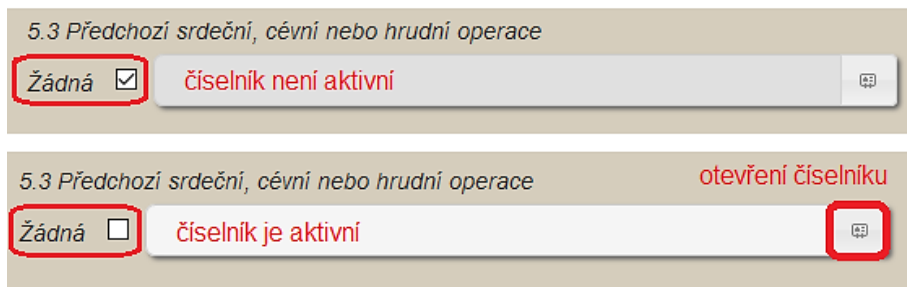 5.3 Předchozí srdeční, cévní nebo hrudní operace
Žádná číselník není aktivní
5.3 Předchozí srdeční, cévní nebo hrudní operace otevření číselníku
Žádná číselník je aktivní